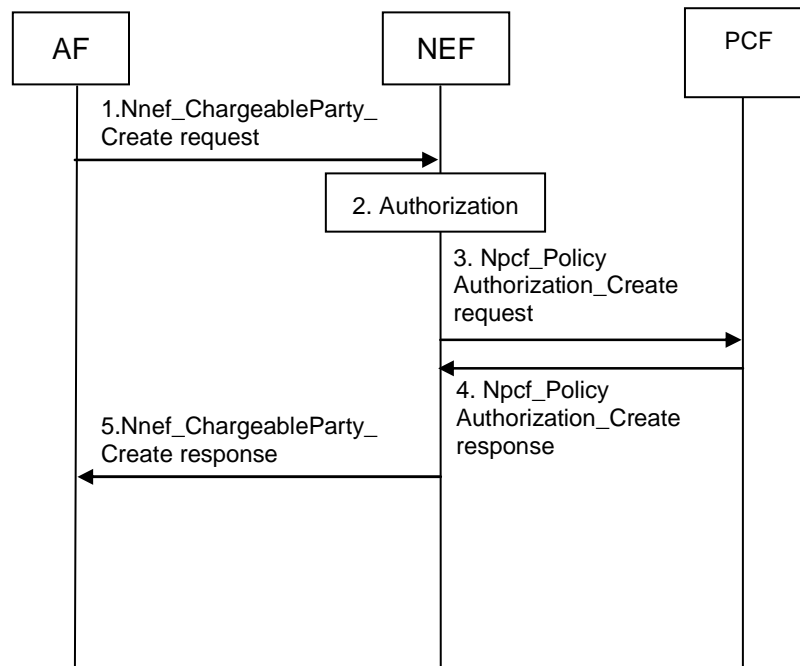 AF
NEF
PCF
1.Nnef_ChargeableParty_
Create request
2. Authorization
3. Npcf_Policy
Authorization_Create
request
4. Npcf_Policy
Authorization_Create
response
5.Nnef_ChargeableParty_
Create response